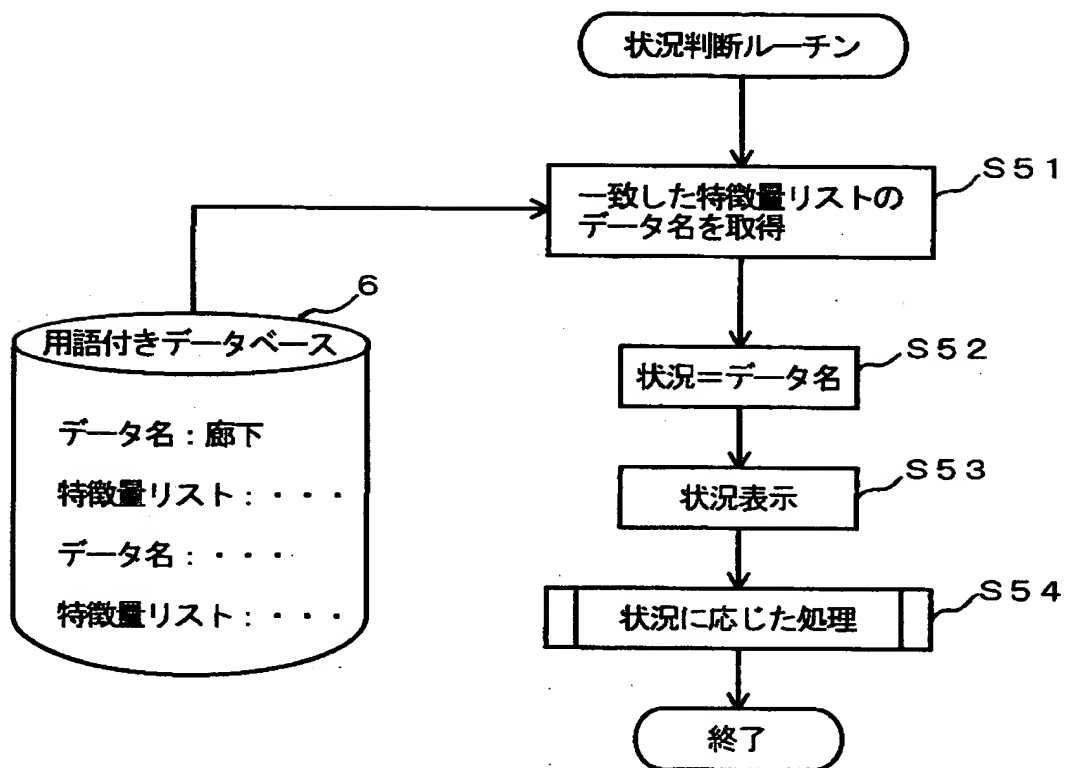 状況判断ルーチン
S51
一致した特徴量リストの
データ名を取得
6
用語付きデータベース
データ名：廊下
特徴量リスト：・・・
データ名：・・・
特徴量リスト：・・・
S52
状況＝データ名
S53
状況表示
S54
状況に応じた処理
終了